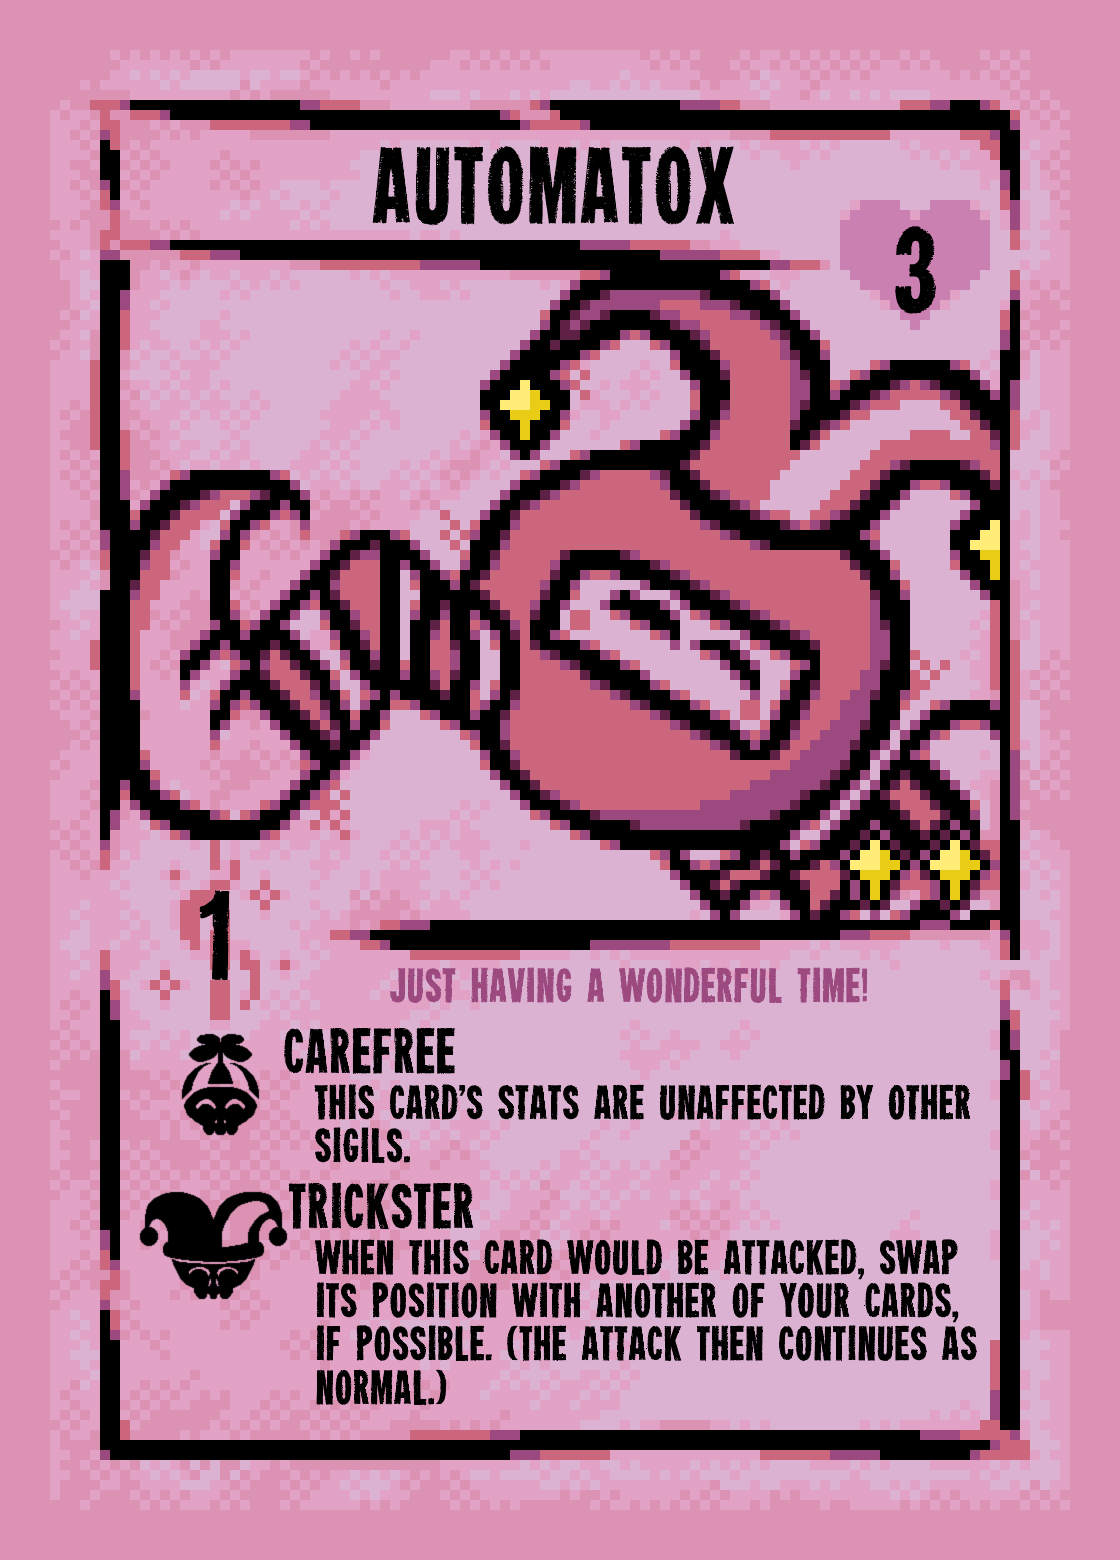 AUTOMATOX
3
1
JUST HAVING A WONDERFUL TIME!
CAREFREE
THIS CARD'S STATS ARE UNAFFECTED BY OTHER
SIGILS.
TRICKSTER
WHEN THIS CARD WOULD BE ATTACKED, SWAP
ITS POSITION WITH ANOTHER OF YOUR CARDS,
IF POSSIBLE. (THE ATTACK THEN CONTINUES AS
NORMAL.)